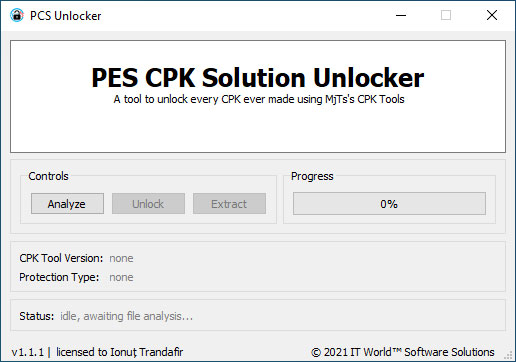 PCS Unlocker
PES CPK Solution Unlocker
A tool to unlock every CPK ever made using MjTs's CPK Tools
Controls
Progress
Analyze
Unlock
Extract
0%
CPK Tool Version: none
Protection Type: none
Status: idle, awaiting file analysis...
v1.1.1 | licensed to Ionuț Trandafir
© 2021 IT World™ Software Solutions